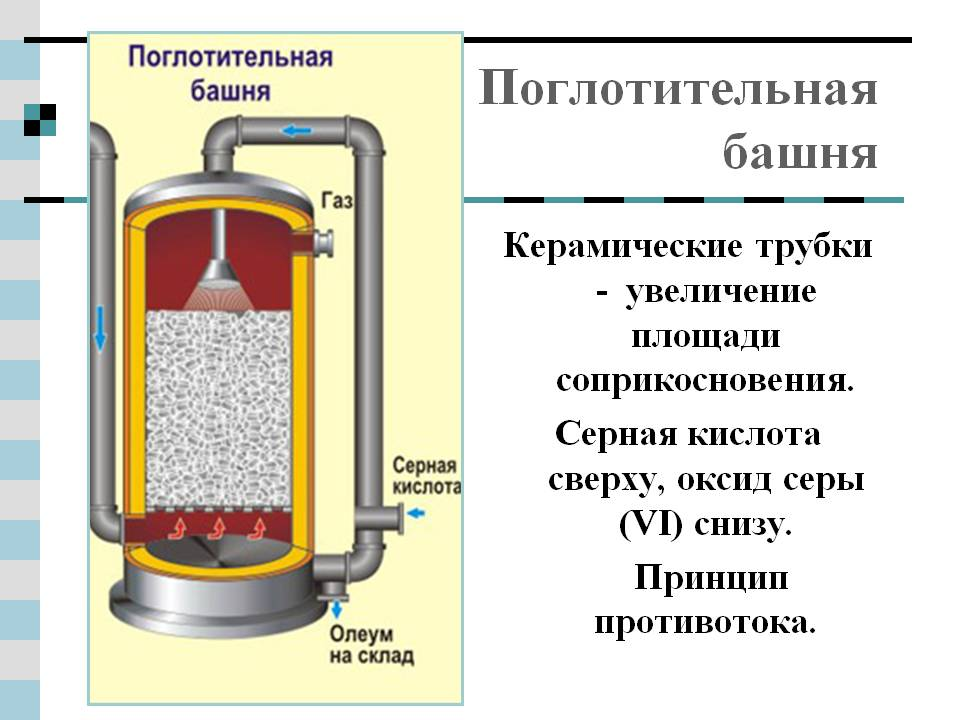 Поглотительная
башня
Газ
Серная
кислота
Олеум
на склад
Поглотительная
башня
Керамические трубки
- увеличение
площади
соприкосновения.
Серная кислота
сверху, оксид серы
(VI) снизу.
Принцип
противотока.